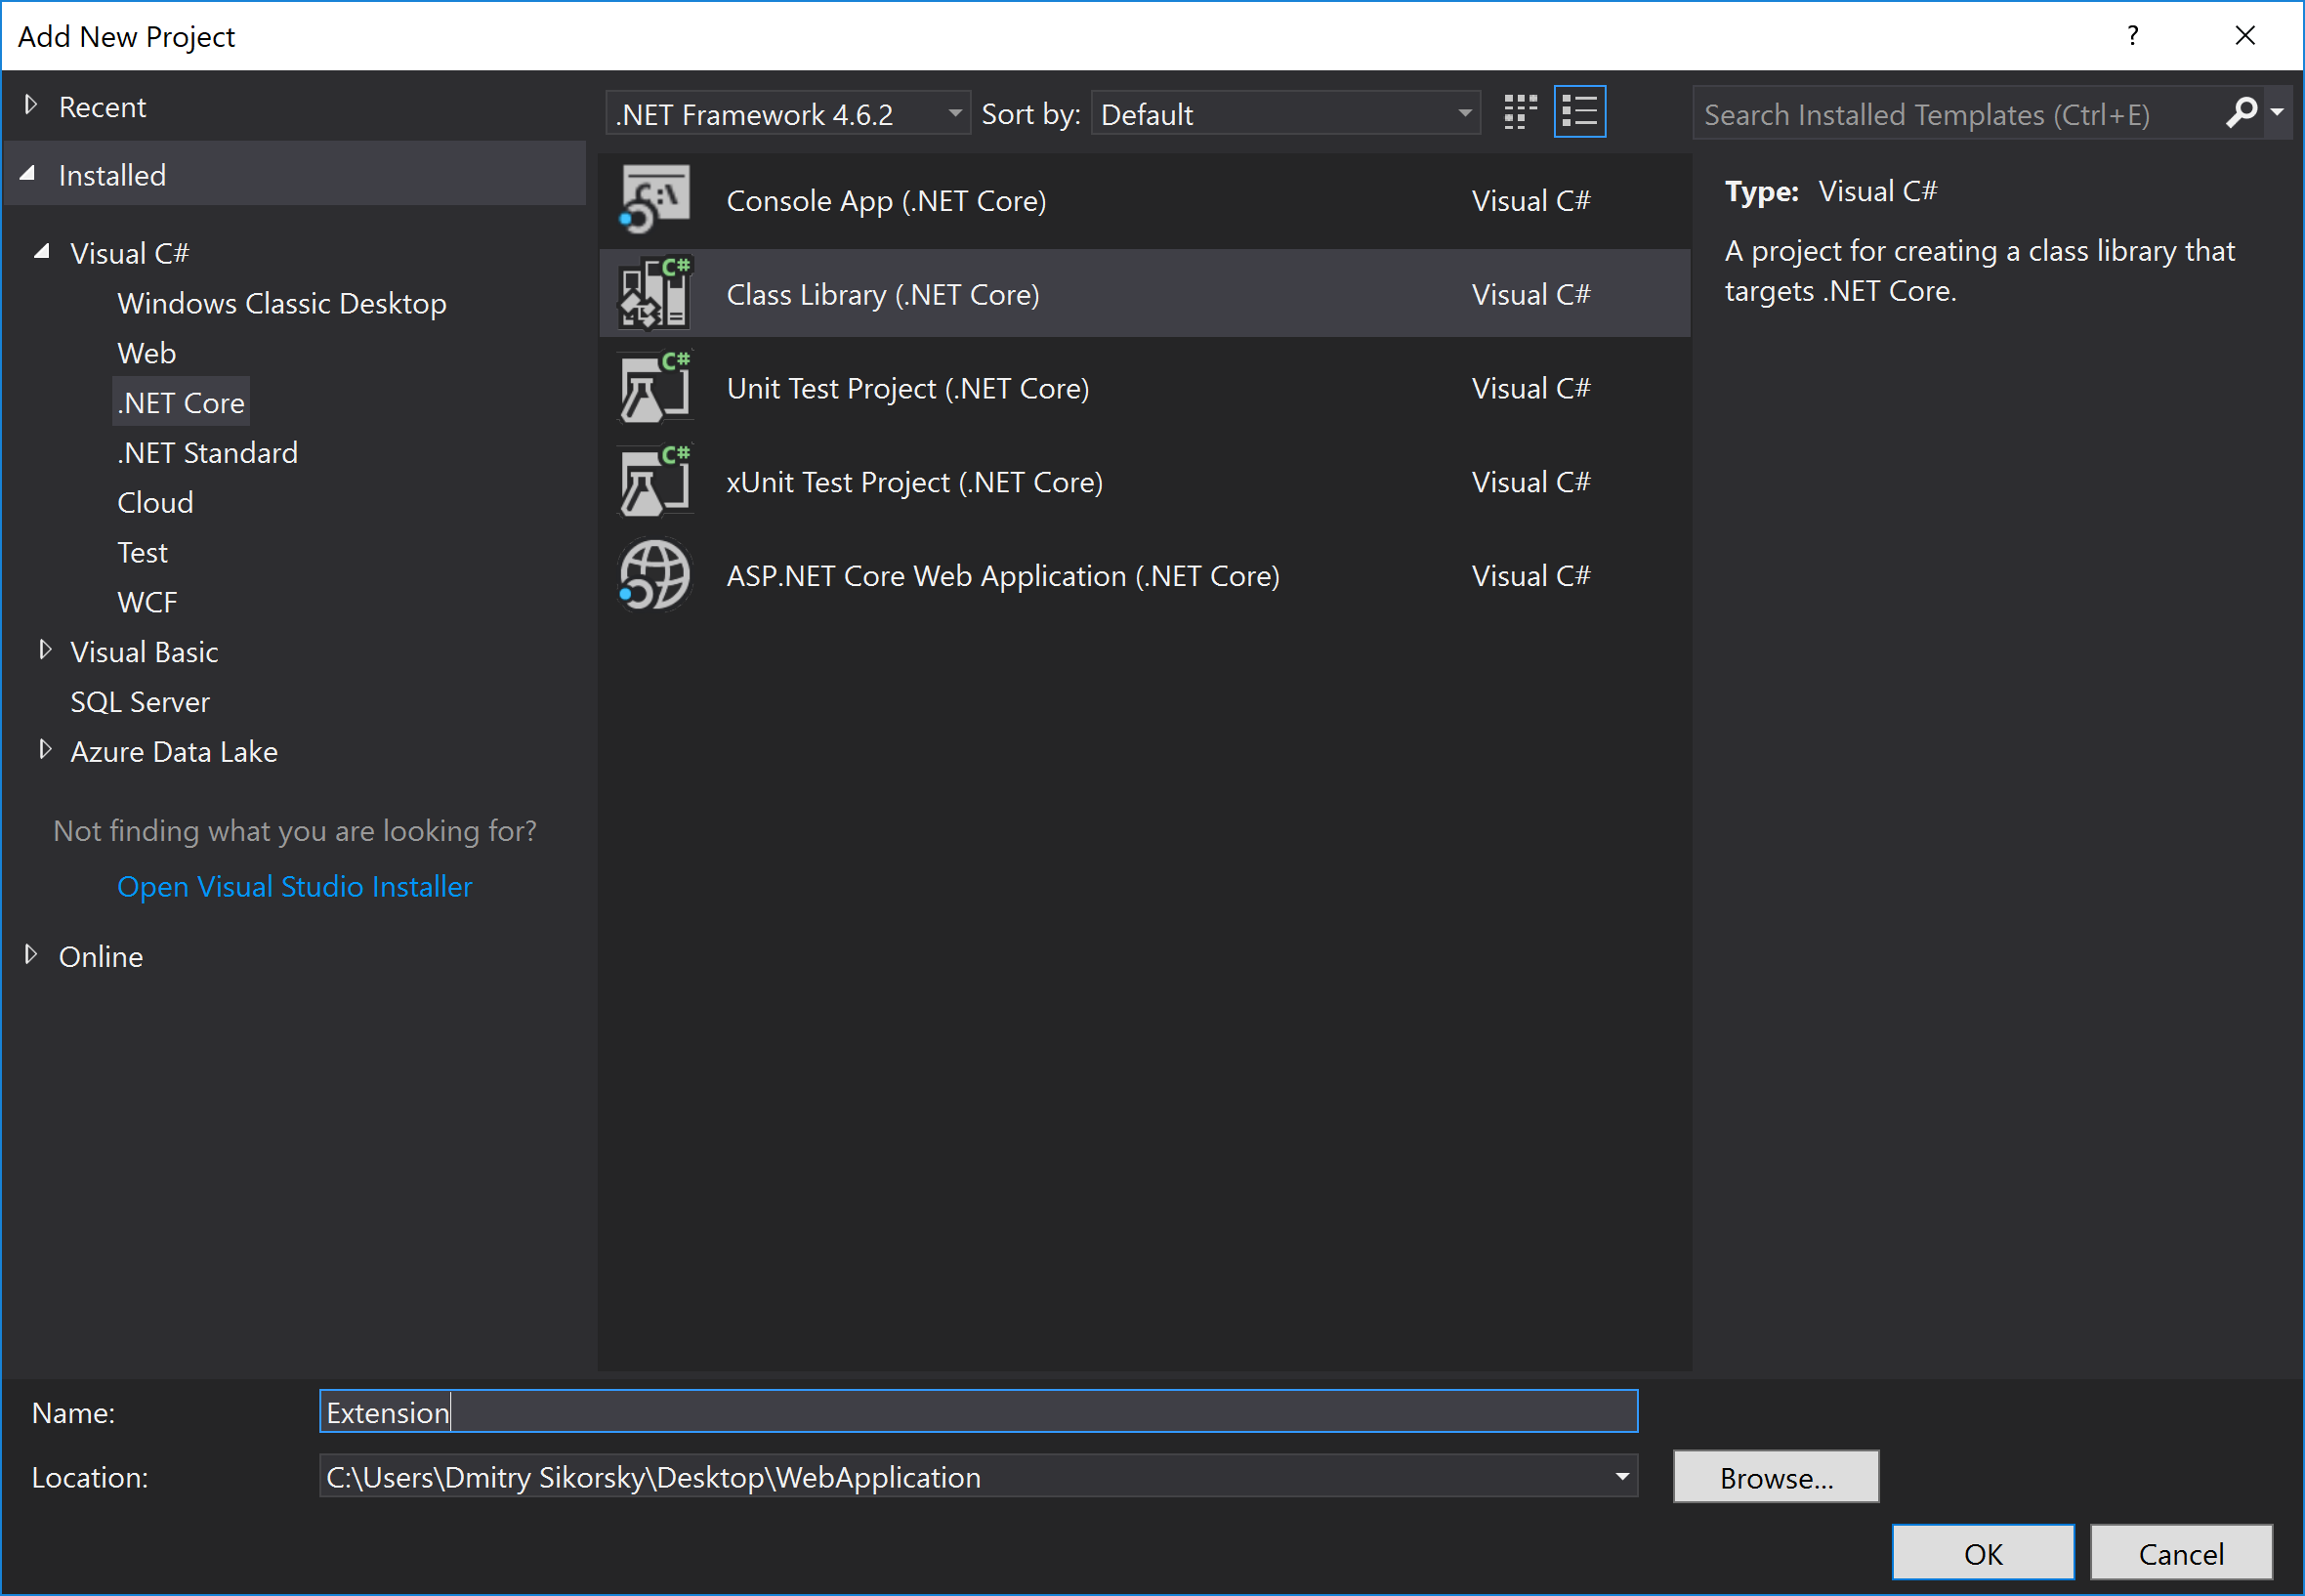 Add New Project
?
Recent
Installed
Visual C#
Windows Classic Desktop
Web
.NET Core
.NET Standard
Cloud
Test
WCF
Visual Basic
SQL Server
Azure Data Lake
Not finding what you are looking for?
Open Visual Studio Installer
Online
.NET Framework 4.6.2 Sort by: Default
Search Installed Templates (Ctrl+E)
C:\
Console App (.NET Core) Visual C#
C#
Class Library (.NET Core) Visual C#
C#
Unit Test Project (.NET Core) Visual C#
C#
xUnit Test Project (.NET Core) Visual C#
ASP.NET Core Web Application (.NET Core) Visual C#
Type: Visual C#
A project for creating a class library that
targets .NET Core.
Name: Extension
Location: C:\Users\Dmitry Sikorsky\Desktop\WebApplication
Browse...
OK Cancel